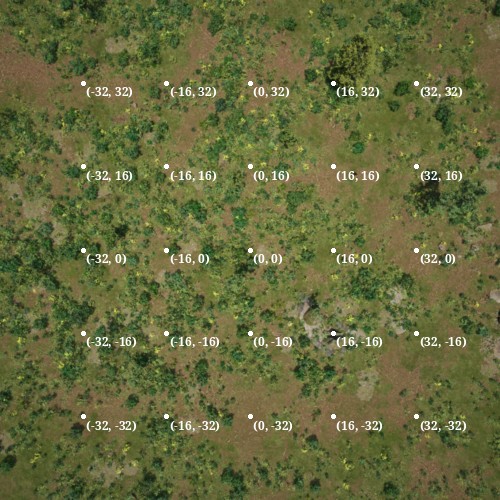 (-32, 32) (-16, 32) (0, 32) (16, 32) (32, 32)
(-32, 16) (-16, 16) (0, 16) (16, 16) (32, 16)
(-32, 0) (-16, 0) (0, 0) (16, 0) (32, 0)
(-32, -16) (-16, -16) (0, -16) (16, -16) (32, -16)
(-32, -32) (-16, -32) (0, -32) (16, -32) (32, -32)